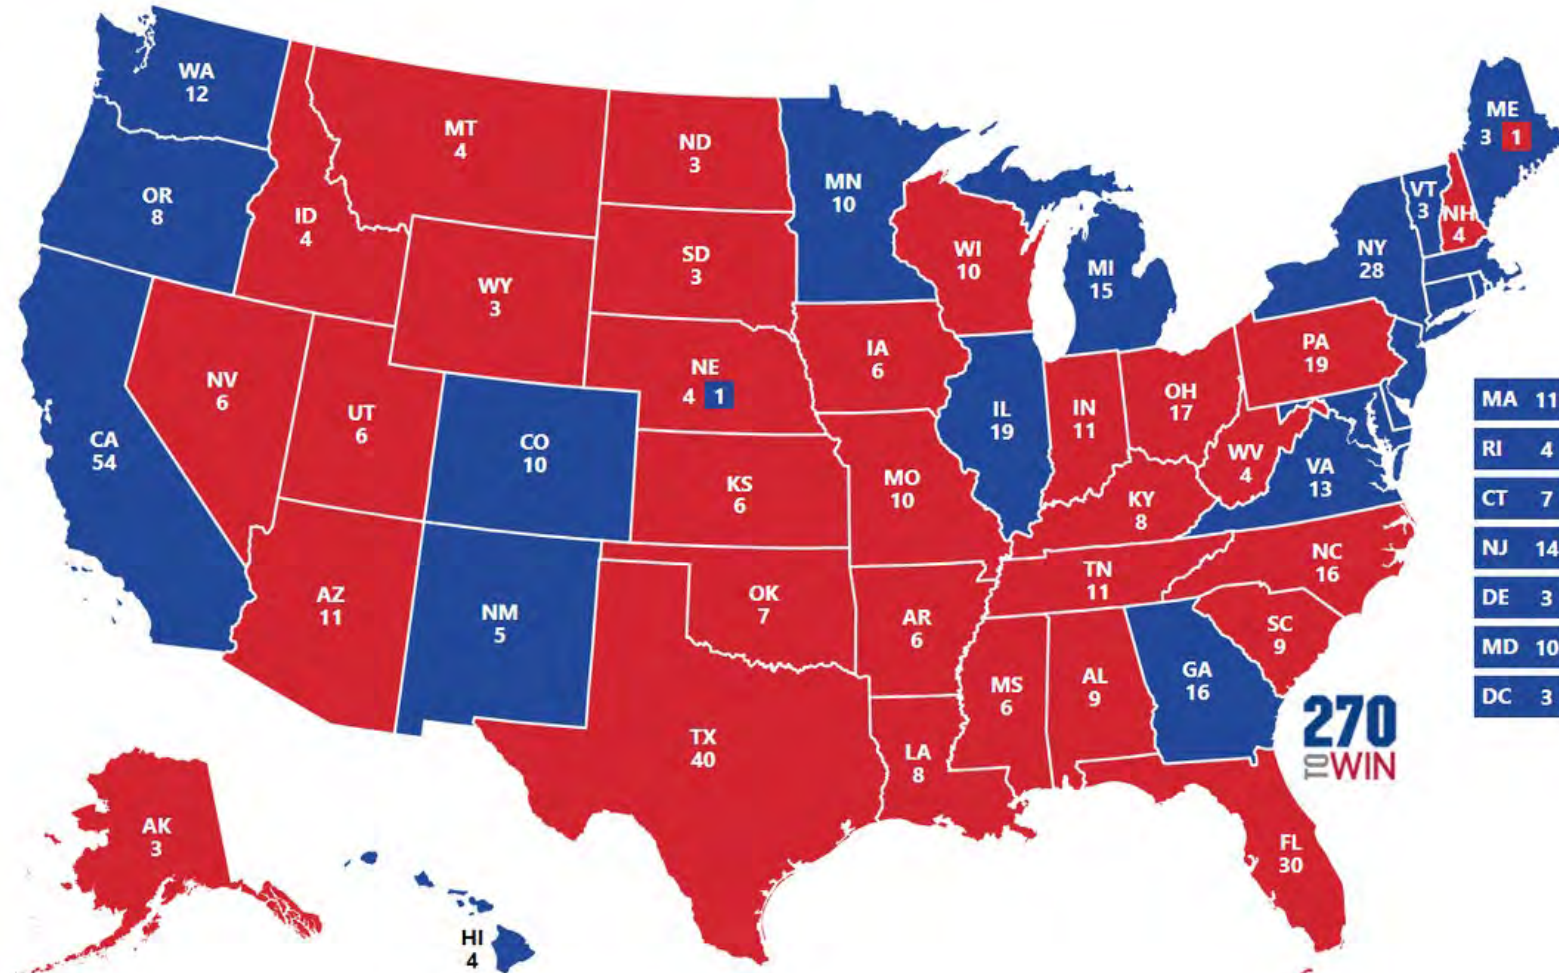 WA
12
OR
8
CA
54
ID
4
NV
6
MT
4
WY
3
UT
6
AZ
11
CO
10
NM
5
ND
3
SD
3
NE
4 1
KS
6
OK
7
TX
40
MN
10
IA
6
MO
10
AR
6
LA
8
WI
10
IL
19
MI
15
IN
11
OH
17
KY
8
TN
11
MS
6
AL
9
GA
16
FL
30
SC
9
NC
16
VA
13
WV
4
PA
19
NY
28
VT
3
NH
4
ME
3 1
MA 11
RI 4
CT 7
NJ 14
DE 3
MD 10
DC 3
270
TO WIN
AK
3
HI
4